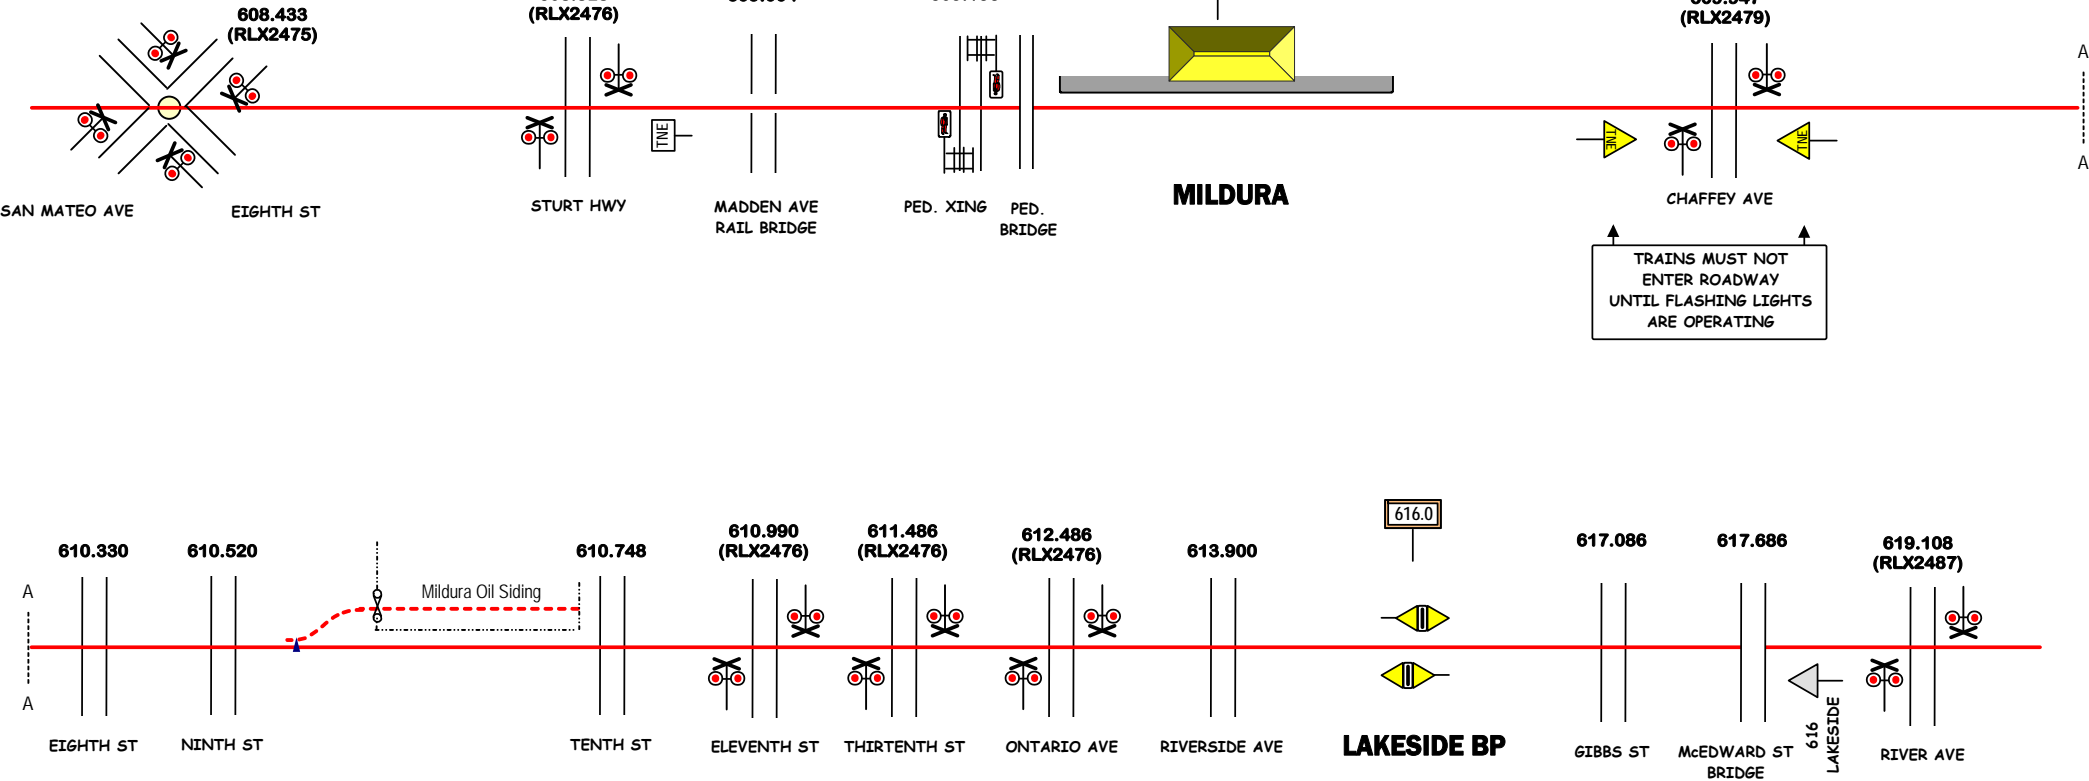 608.433
(RLX2475)
(RLX2476)
(RLX2479)
A
A
TNE
TNE
TNE
SAN MATEO AVE
EIGHTH ST
STURT HWY
MADDEN AVE
RAIL BRIDGE
PED. XING
PED.
BRIDGE
MILDURA
CHAFFEY AVE
TRAINS MUST NOT
ENTER ROADWAY
UNTIL FLASHING LIGHTS
ARE OPERATING
616.0
610.330
610.520
610.748
610.990
(RLX2476)
611.486
(RLX2476)
612.486
(RLX2476)
613.900
617.086
617.686
619.108
(RLX2487)
A
A
Mildura Oil Siding
EIGHTH ST
NINTH ST
TENTH ST
ELEVENTH ST
THIRTENTH ST
ONTARIO AVE
RIVERSIDE AVE
LAKESIDE BP
GIBBS ST
McEDWARD ST
BRIDGE
616
LAKESIDE
RIVER AVE